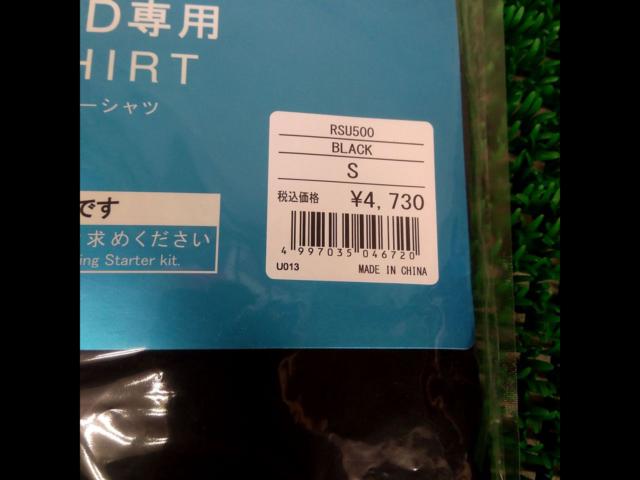 D専用
HIRT
ーシャツ
です
求めください
ing Starter kit.
RSU500
BLACK
S
税込価格 ¥4,730
4 997035 046720
U013 MADE IN CHINA